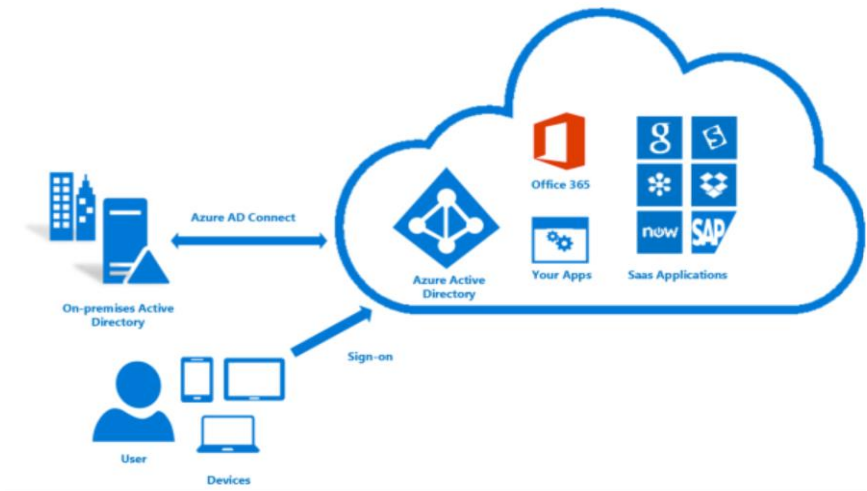 Office 365
Azure AD Connect
Your Apps
now
SAP
Saas Applications
Azure Active
Directory
On-premises Active
Directory
Sign-on
User
Devices
g
S